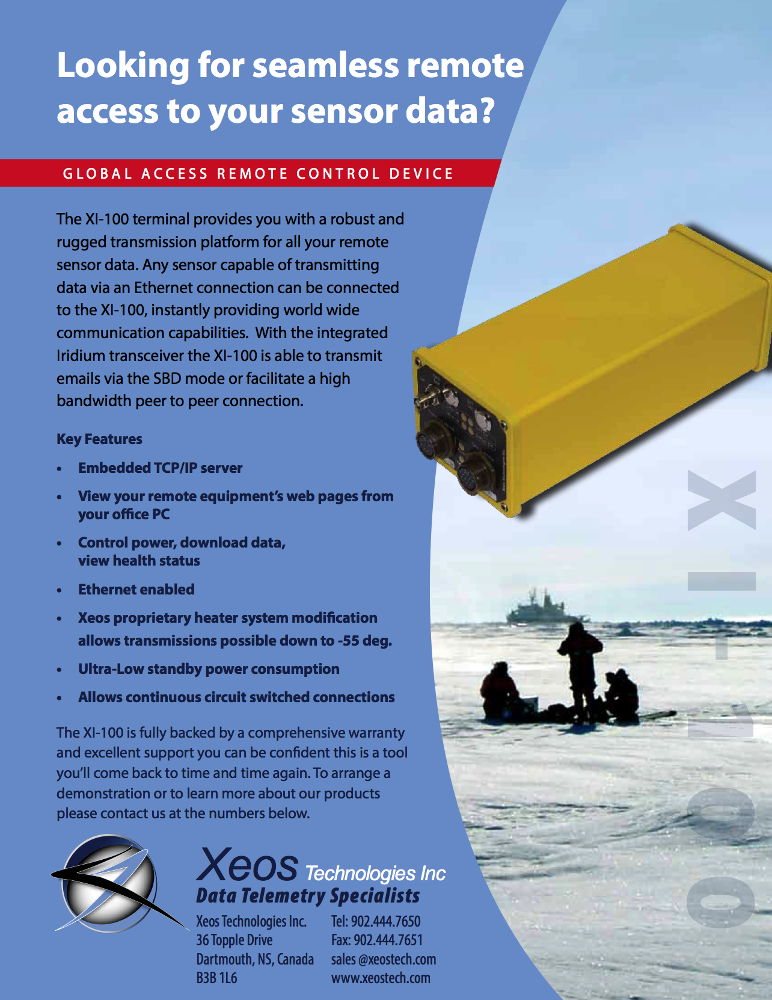 Looking for seamless remote
access to your sensor data?
GLOBAL ACCESS REMOTE CONTROL DEVICE
The XI-100 terminal provides you with a robust and
rugged transmission platform for all your remote
sensor data. Any sensor capable of transmitting
data via an Ethernet connection can be connected
to the XI-100, instantly providing world wide
communication capabilities.  With the integrated
Iridium transceiver the XI-100 is able to transmit
emails via the SBD mode or facilitate a high
bandwidth peer to peer connection.
Key Features
• Embedded TCP/IP server
• View your remote equipment’s web pages from
your office PC
• Control power, download data,
view health status
• Ethernet enabled
• Xeos proprietary heater system modification
allows transmissions possible down to -55 deg.
• Ultra-Low standby power consumption
• Allows continuous circuit switched connections
The XI-100 is fully backed by a comprehensive warranty
and excellent support you can be confident this is a tool
you’ll come back to time and time again. To arrange a
demonstration or to learn more about our products
please contact us at the numbers below.
Xeos Technologies Inc
Data Telemetry Specialists
Xeos Technologies Inc.
36 Topple Drive
Dartmouth, NS, Canada
B3B 1L6
Tel: 902.444.7650
Fax: 902.444.7651
sales @xeostech.com
www.xeostech.com
XI-100